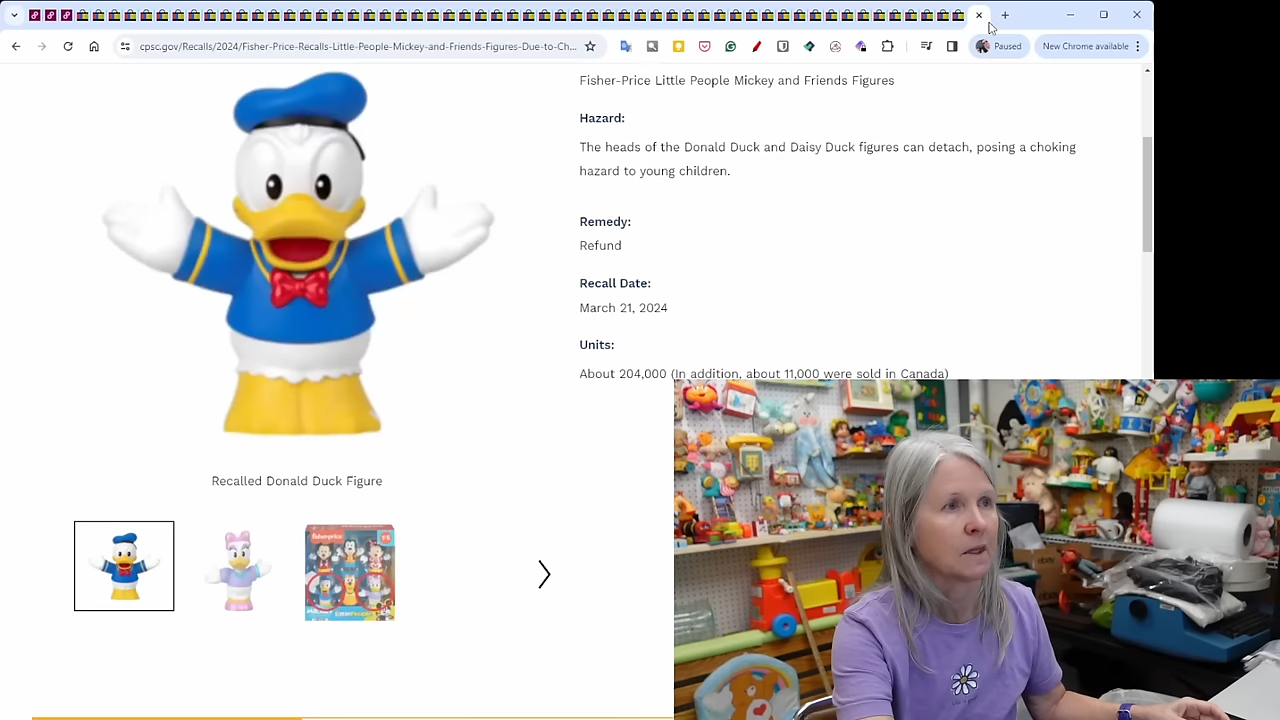 cpsc.gov/Recalls/2024/Fisher-Price-Recalls-Little-People-Mickey-and-Friends-Figures-Due-to-Ch...
Paused
New Chrome available
Fisher-Price Little People Mickey and Friends Figures
Hazard:
The heads of the Donald Duck and Daisy Duck figures can detach, posing a choking
hazard to young children.
Remedy:
Refund
Recall Date:
March 21, 2024
Units:
About 204,000 (In addition, about 11,000 were sold in Canada)
Recalled Donald Duck Figure
fisher-price